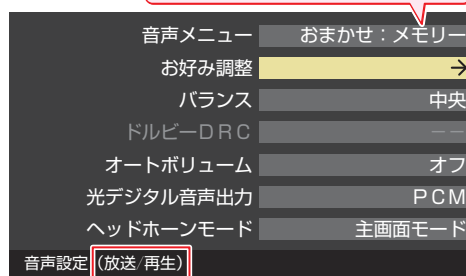 音声メニュー おまかせ：メモリー
お好み調整 →
バランス 中央
ドルビーＤＲＣ －－
オートボリューム オフ
光デジタル音声出力 ＰＣＭ
ヘッドホーンモード 主画面モード
音声設定 (放送/再生)